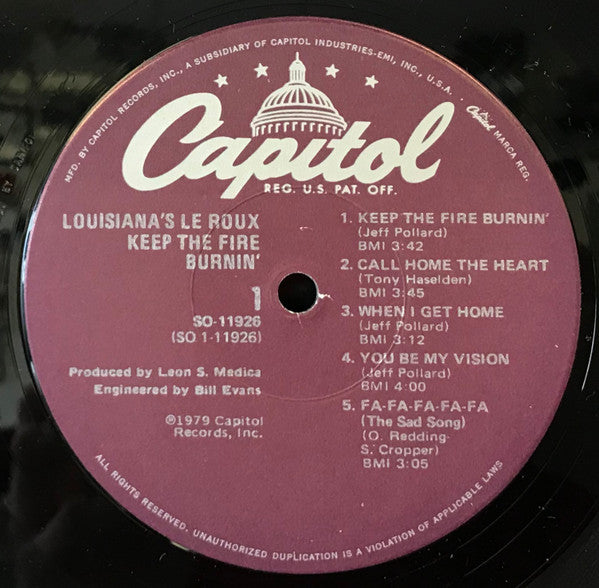 MFD. BY CAPITOL RECORDS, INC., A SUBSIDIARY OF CAPITOL INDUSTRIES-EMI, INC., U.S.A.
Capitol MARCA REG.
Capitol
REG. U.S. PAT. OFF.
LOUISIANA'S LE ROUX
KEEP THE FIRE
BURNIN'
1
SO-11926
(SO 1-11926)
Produced by Leon S. Medica
Engineered by Bill Evans
℗1979 Capitol
Records, Inc.
1. KEEP THE FIRE BURNIN'
(Jeff Pollard)
BMI 3:42
2. CALL HOME THE HEART
(Tony Haselden)
BMI 3:45
3. WHEN I GET HOME
(Jeff Pollard)
BMI 3:12
4. YOU BE MY VISION
(Jeff Pollard)
BMI 4:00
5. FA-FA-FA-FA-FA
(The Sad Song)
(O. Redding-
S. Cropper)
BMI 3:05
ALL RIGHTS RESERVED. UNAUTHORIZED DUPLICATION IS A VIOLATION OF APPLICABLE LAWS